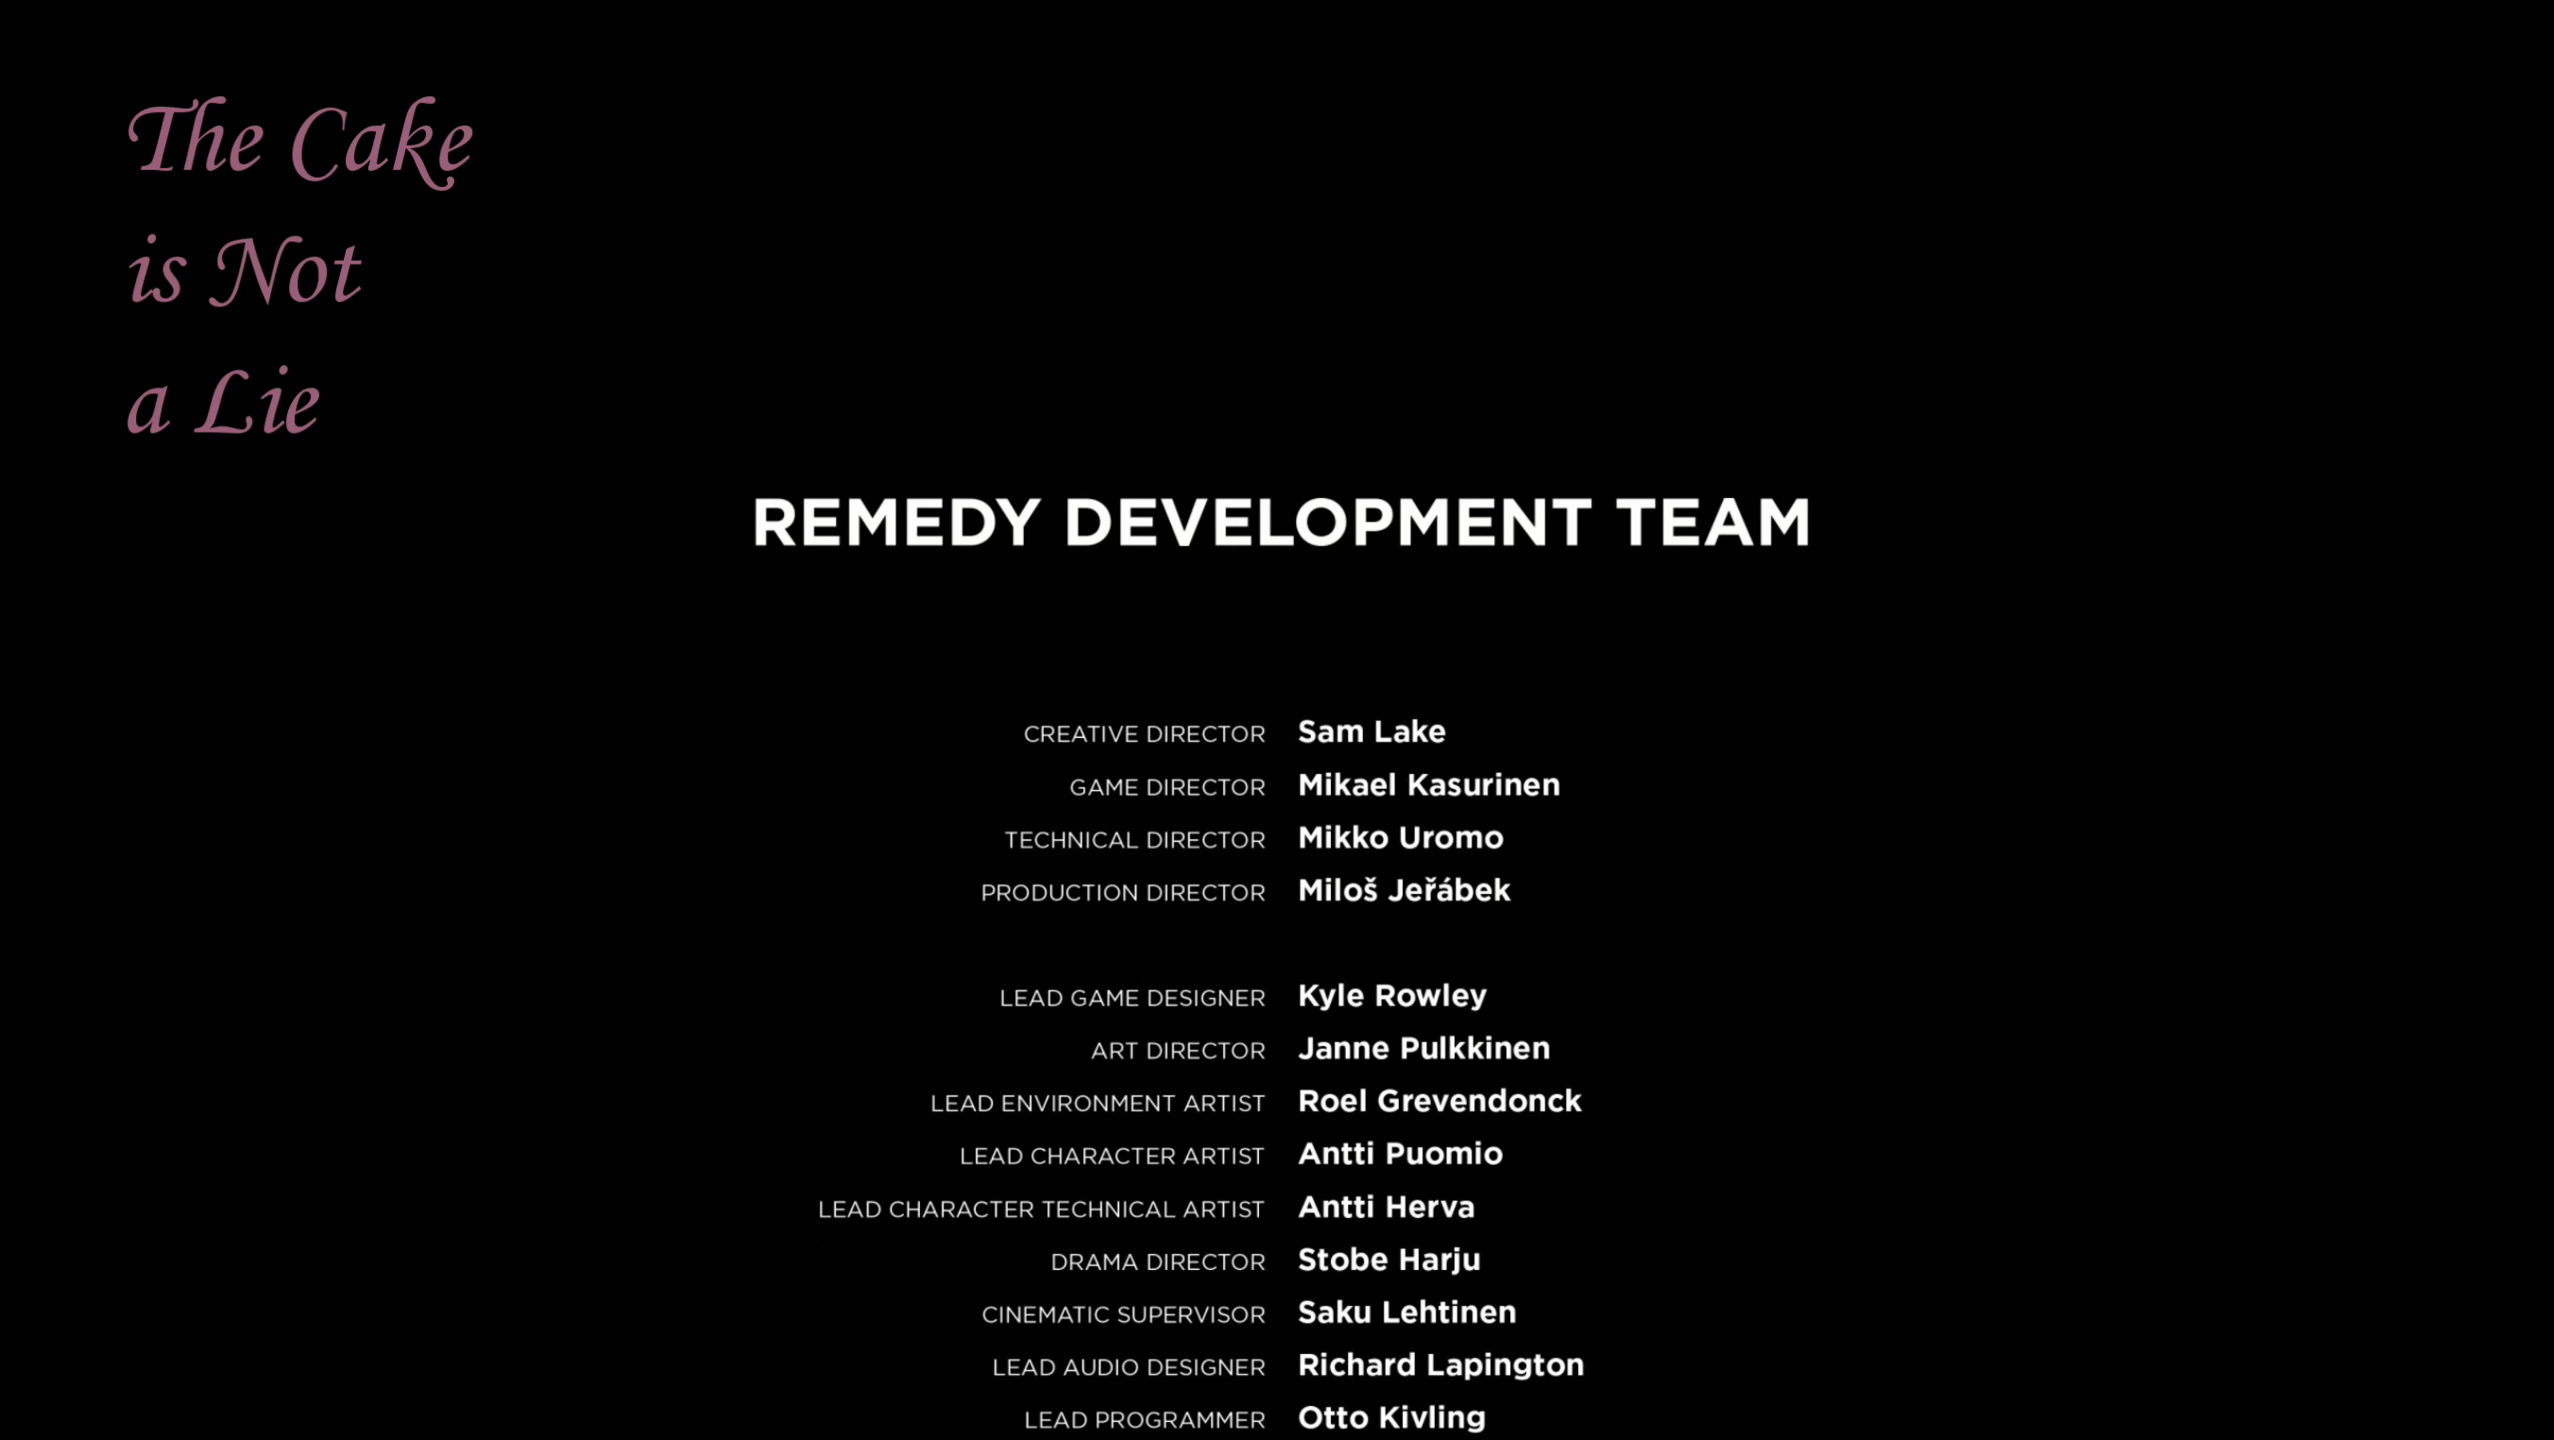 The Cake
is Not
a Lie
REMEDY DEVELOPMENT TEAM
CREATIVE DIRECTOR Sam Lake
GAME DIRECTOR Mikael Kasurinen
TECHNICAL DIRECTOR Mikko Uromo
PRODUCTION DIRECTOR Miloš Jeřábek
LEAD GAME DESIGNER Kyle Rowley
ART DIRECTOR Janne Pulkkinen
LEAD ENVIRONMENT ARTIST Roel Grevendonck
LEAD CHARACTER ARTIST Antti Puomio
LEAD CHARACTER TECHNICAL ARTIST Antti Herva
DRAMA DIRECTOR Stobe Harju
CINEMATIC SUPERVISOR Saku Lehtinen
LEAD AUDIO DESIGNER Richard Lapington
LEAD PROGRAMMER Otto Kivling